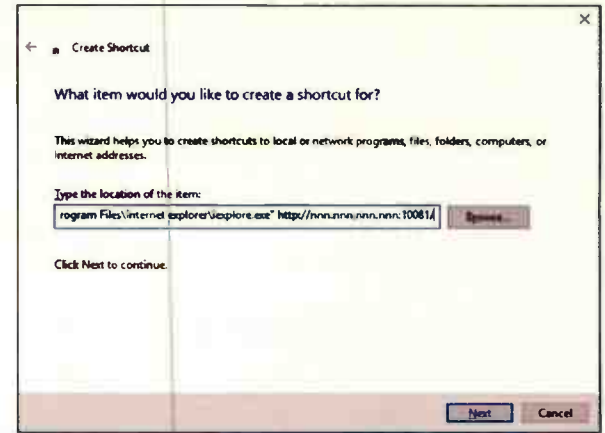 Create Shortcut
What item would you like to create a shortcut for?
This wizard helps you to create shortcuts to local or network programs, files, folders, computers, or
Internet addresses.
Type the location of the item:
rogram Files\internet explorer\iexplore.exe" http://nnn.nnn.nnn.nnn:10081/
Browse...
Click Next to continue.
Next Cancel